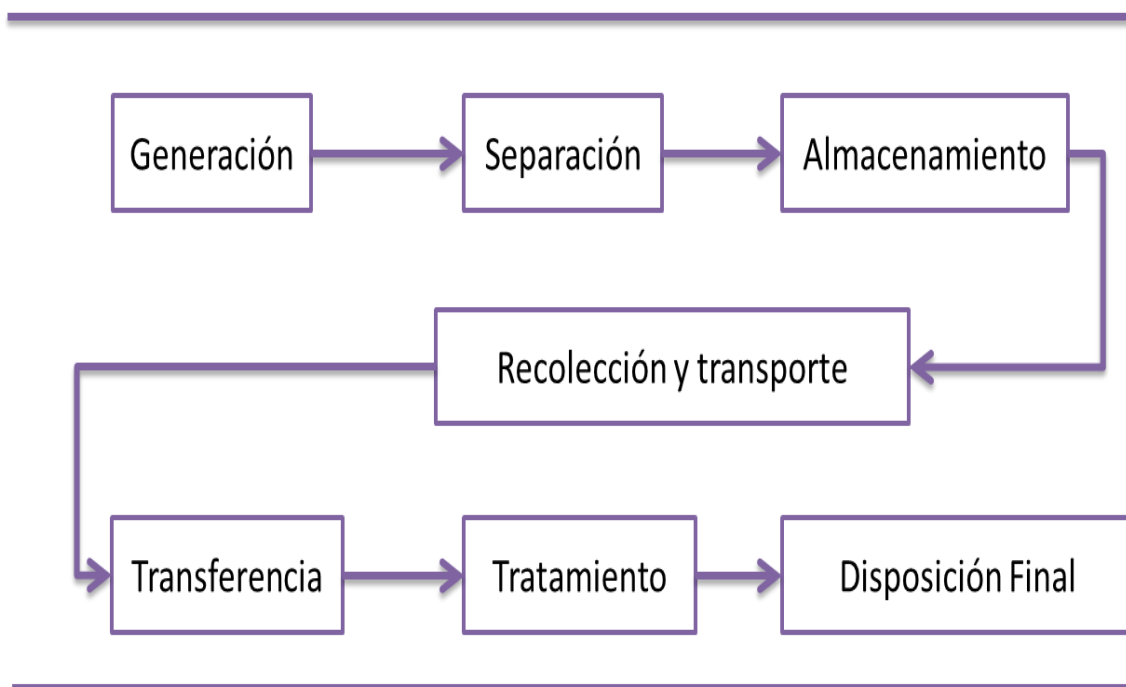 Generación
Separación
Almacenamiento
Recolección y transporte
Transferencia
Tratamiento
Disposición Final